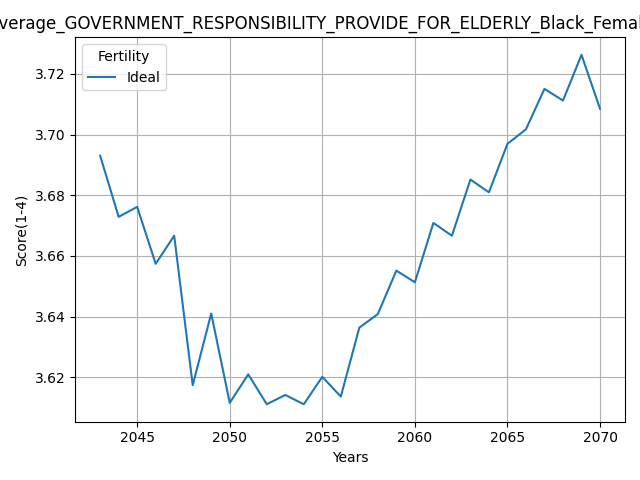 verage_GOVERNMENT_RESPONSIBILITY_PROVIDE_FOR_ELDERLY_Black_Femal
Fertility
Ideal
Score(1-4)
3.72
3.70
3.68
3.66
3.64
3.62
2045 2050 2055 2060 2065 2070
Years